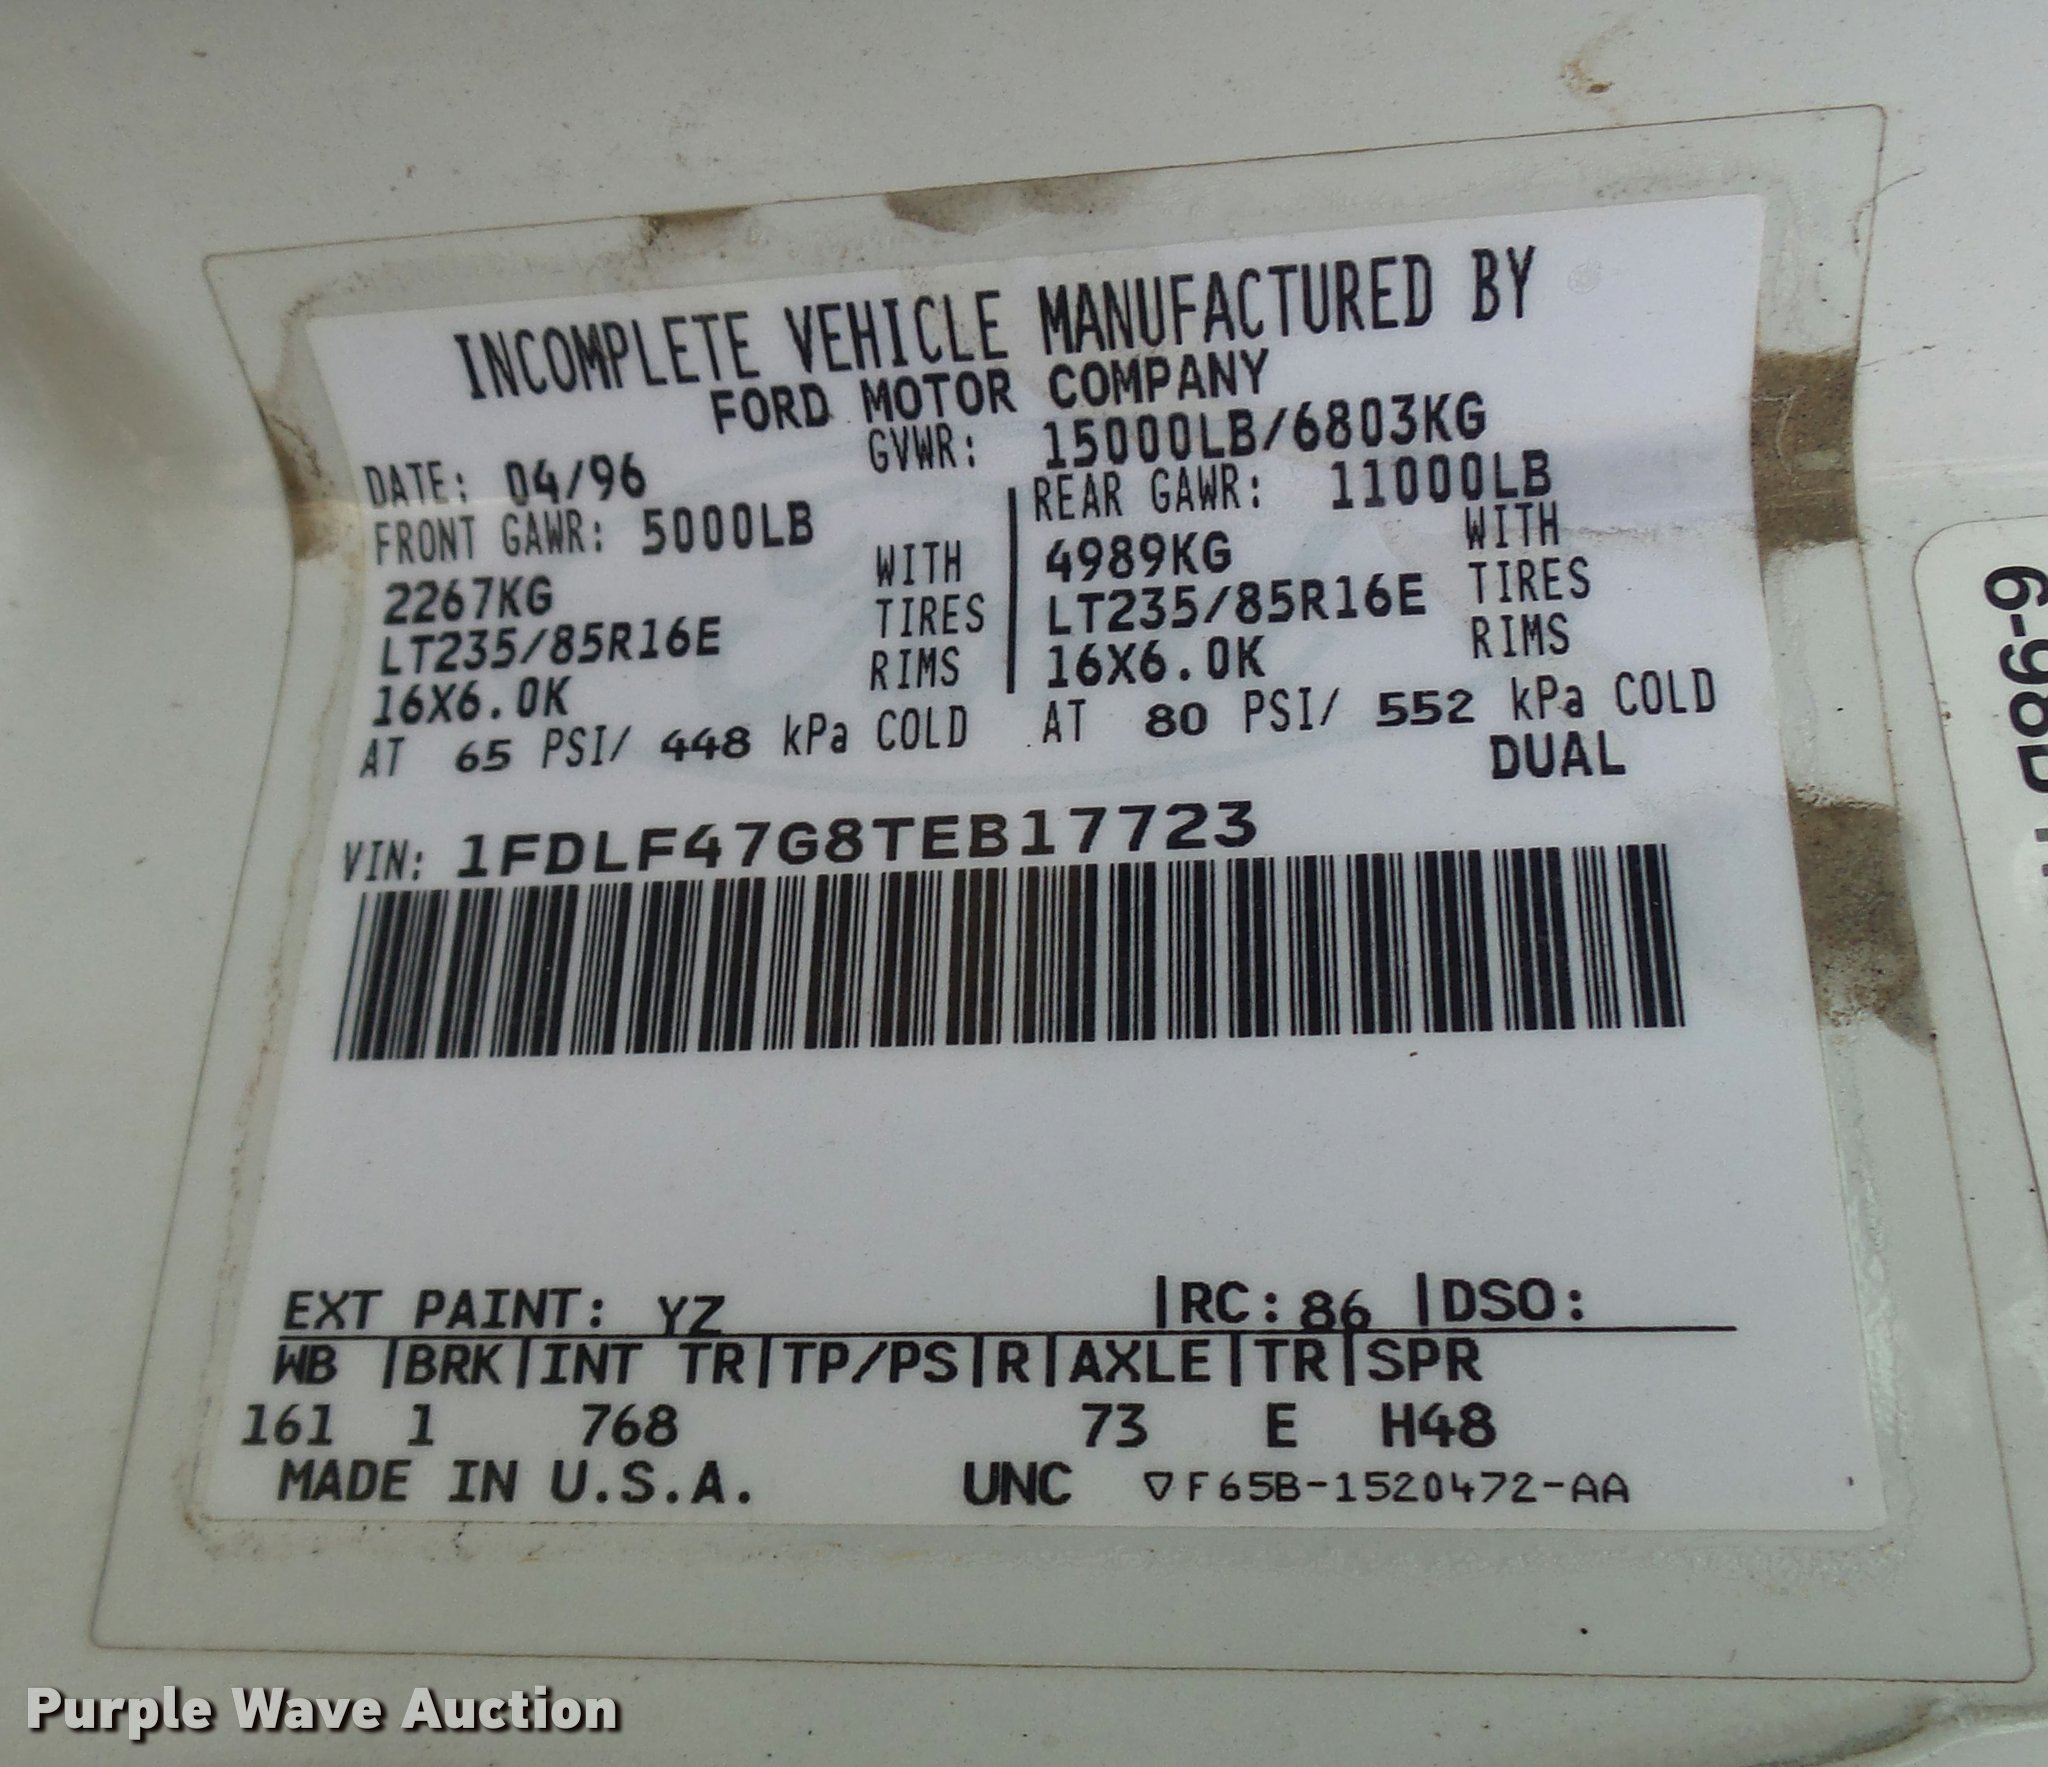 INCOMPLETE VEHICLE MANUFACTURED BY
FORD MOTOR COMPANY
DATE: 04/96 GVWR: 15000LB/6803KG
FRONT GAWR: 5000LB REAR GAWR: 11000LB
2267KG WITH 4989KG WITH
LT235/85R16E TIRES LT235/85R16E TIRES
16X6.0K RIMS 16X6.0K RIMS
AT 65 PSI/ 448 kPa COLD AT 80 PSI/ 552 kPa COLD
DUAL
VIN: 1FDLF47G8TEB17723
EXT PAINT: YZ |RC: 86 |DSO:
WB |BRK|INT TR|TP/PS|R|AXLE|TR|SPR
161 1 768 73 E H48
MADE IN U.S.A. UNC ▽F65B-1520472-AA
Purple Wave Auction